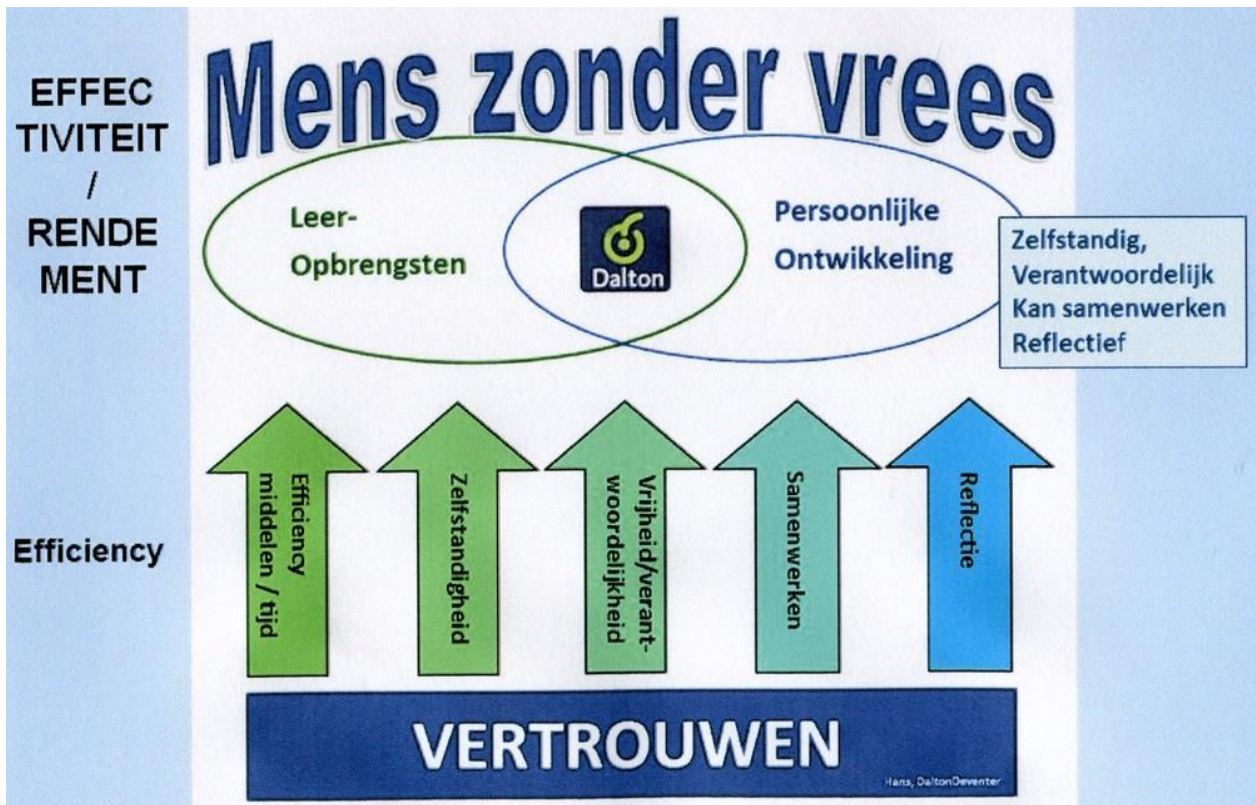 Mens zonder vrees
EFFEC
TIVITEIT
/
RENDE
MENT
Leer-
Opbrengsten
Dalton
Persoonlijke
Ontwikkeling
Zelfstandig,
Verantwoordelijk
Kan samenwerken
Reflectief
Efficiency
Efficiency
middelen / tijd
Zelfstandigheid
Vrijheid/verant-
woordelijkheid
Samenwerken
Reflectie
VERTROUWEN
Hans, DaltonDeventer